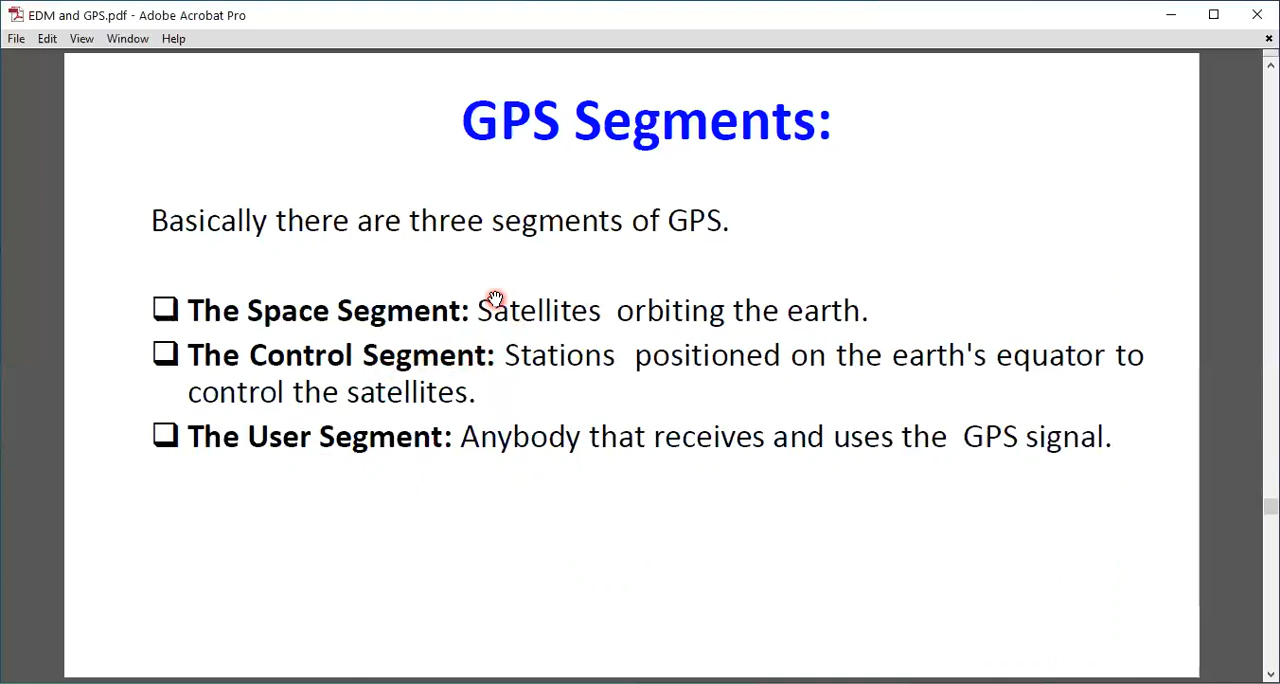 EDM and GPS.pdf - Adobe Acrobat Pro
File Edit View Window Help
GPS Segments:
Basically there are three segments of GPS.
The Space Segment: Satellites orbiting the earth.
The Control Segment: Stations positioned on the earth's equator to
control the satellites.
The User Segment: Anybody that receives and uses the GPS signal.